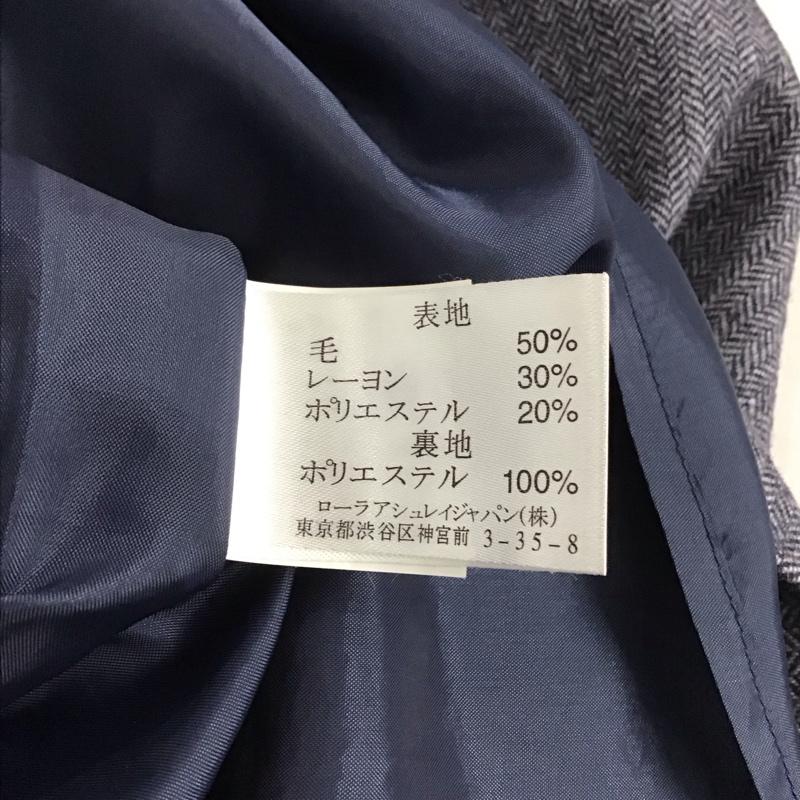 表地
毛 50%
レーヨン 30%
ポリエステル 20%
裏地
ポリエステル 100%
ローラアシュレイジャパン(株)
東京都渋谷区神宮前 3-35-8